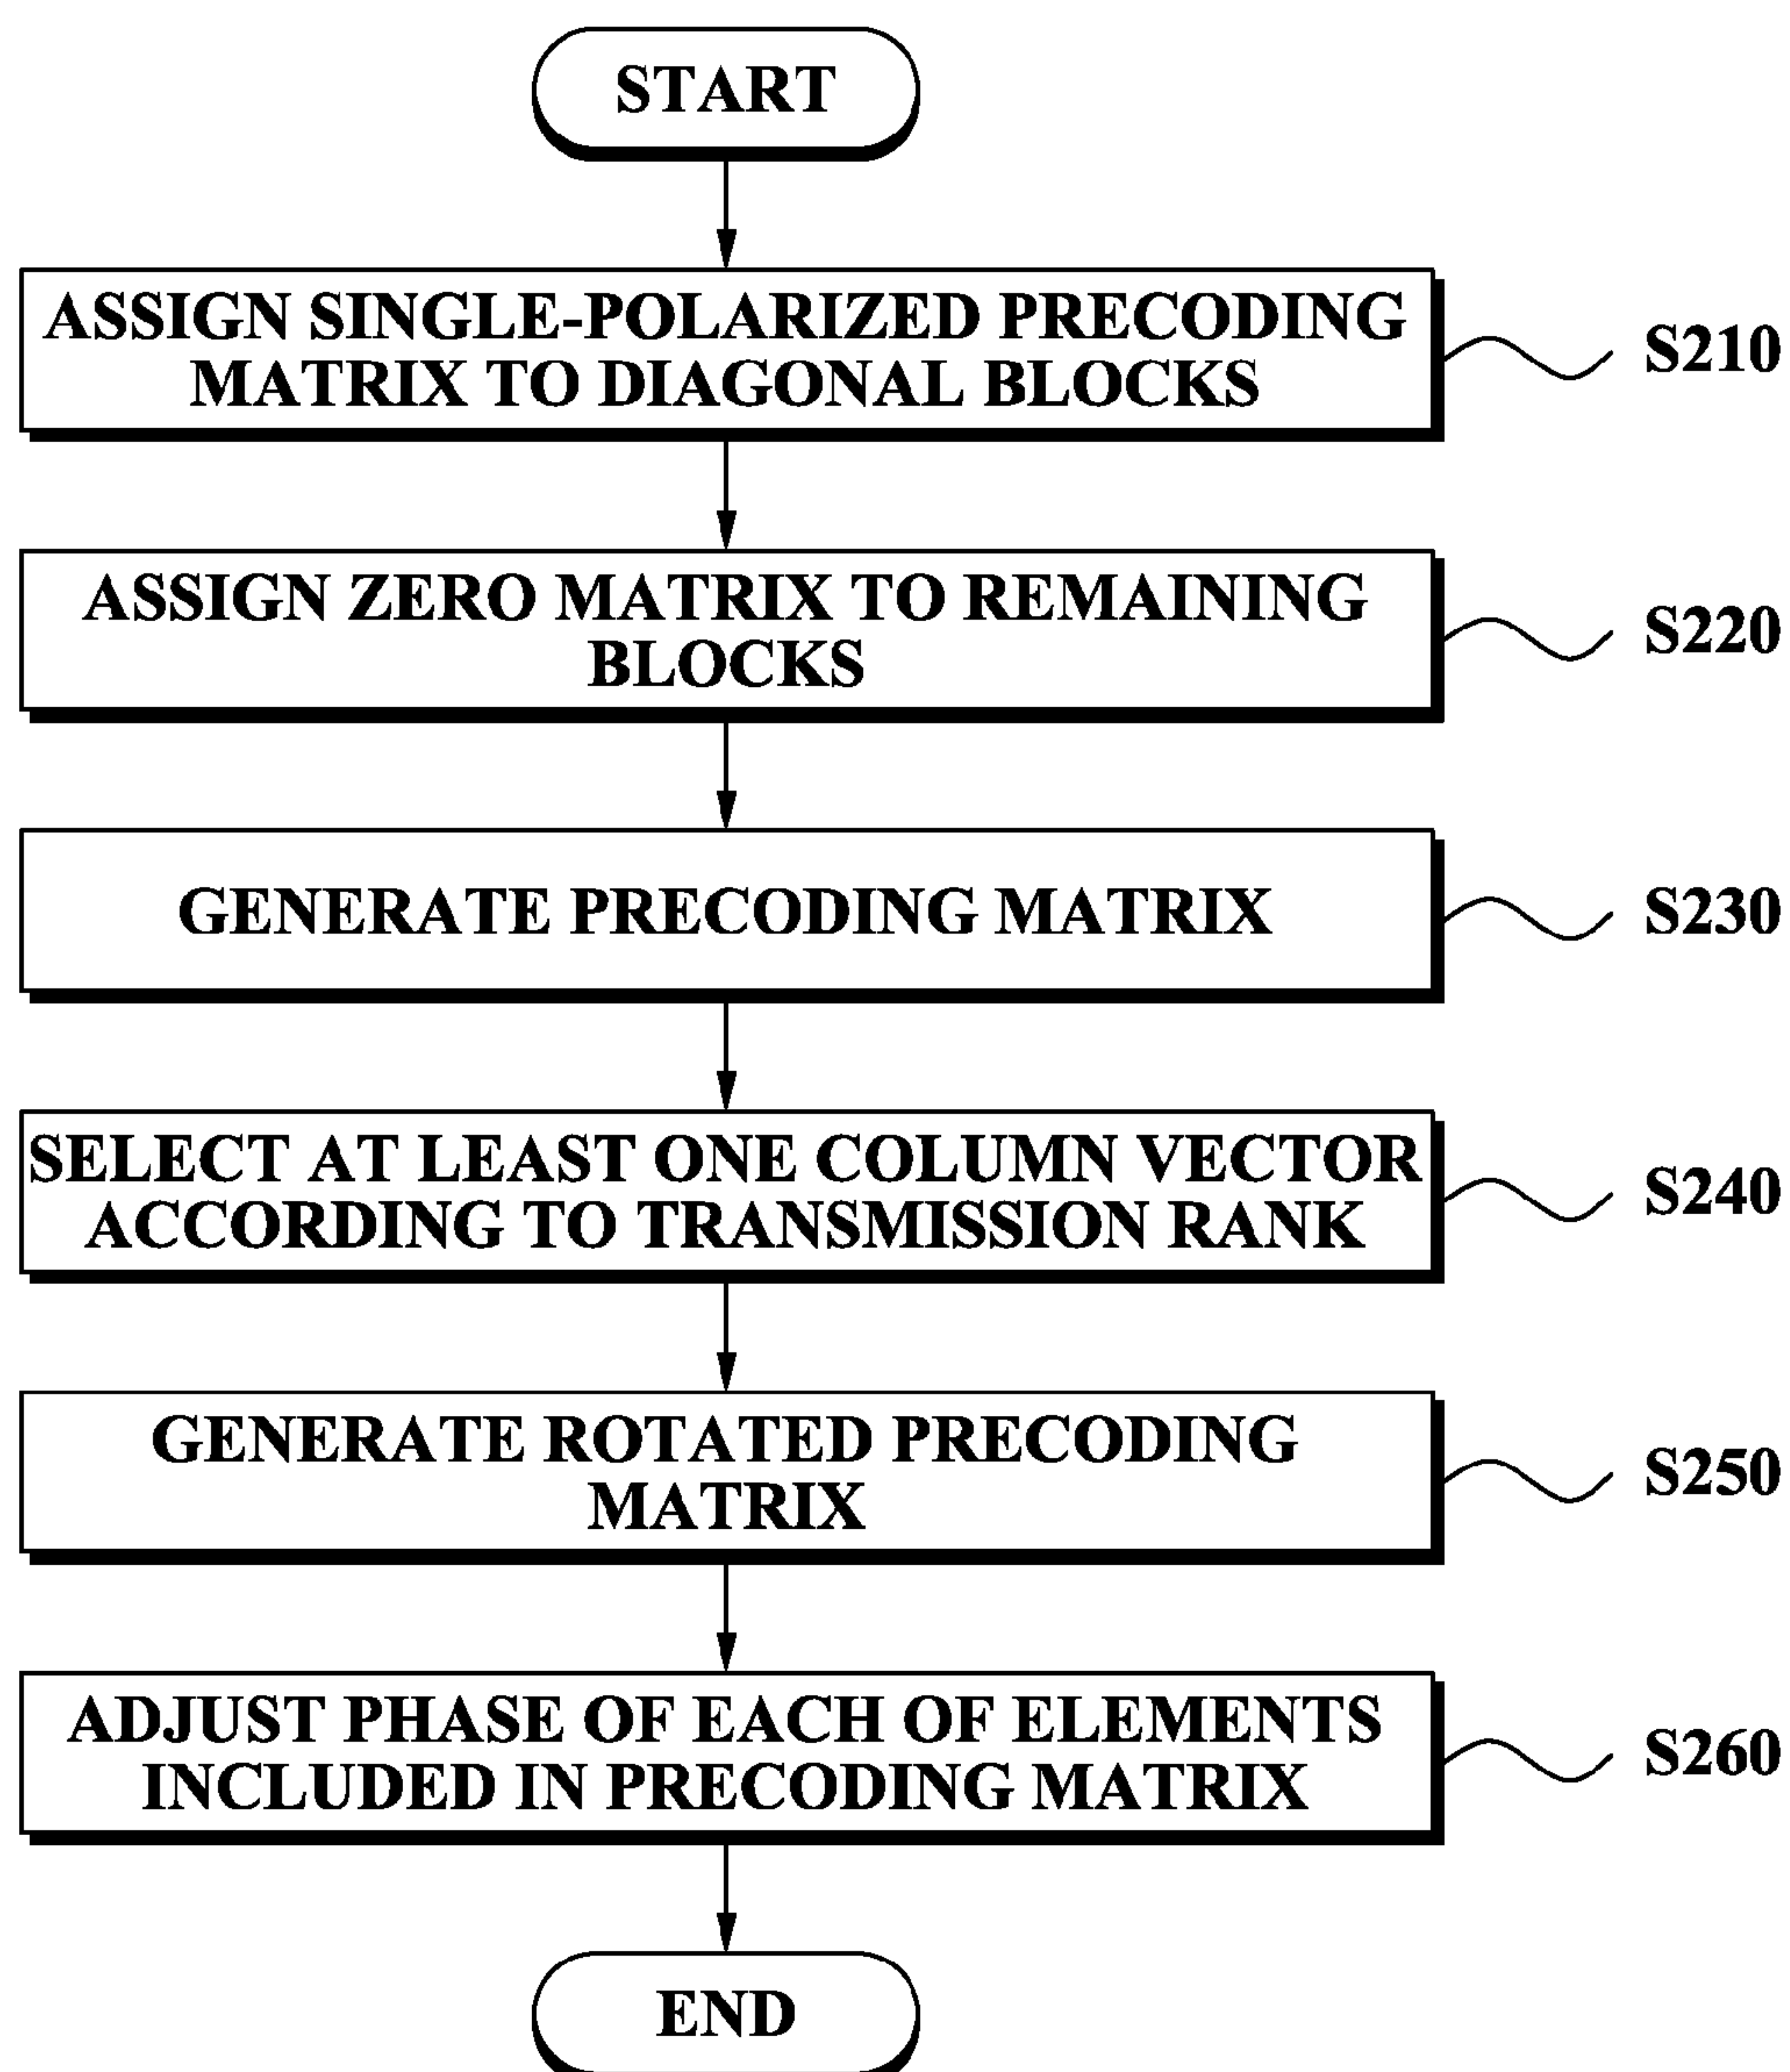 START
ASSIGN SINGLE-POLARIZED PRECODING
MATRIX TO DIAGONAL BLOCKS
S210
ASSIGN ZERO MATRIX TO REMAINING
BLOCKS
S220
GENERATE PRECODING MATRIX
S230
SELECT AT LEAST ONE COLUMN VECTOR
ACCORDING TO TRANSMISSION RANK
S240
GENERATE ROTATED PRECODING
MATRIX
S250
ADJUST PHASE OF EACH OF ELEMENTS
INCLUDED IN PRECODING MATRIX
S260
END